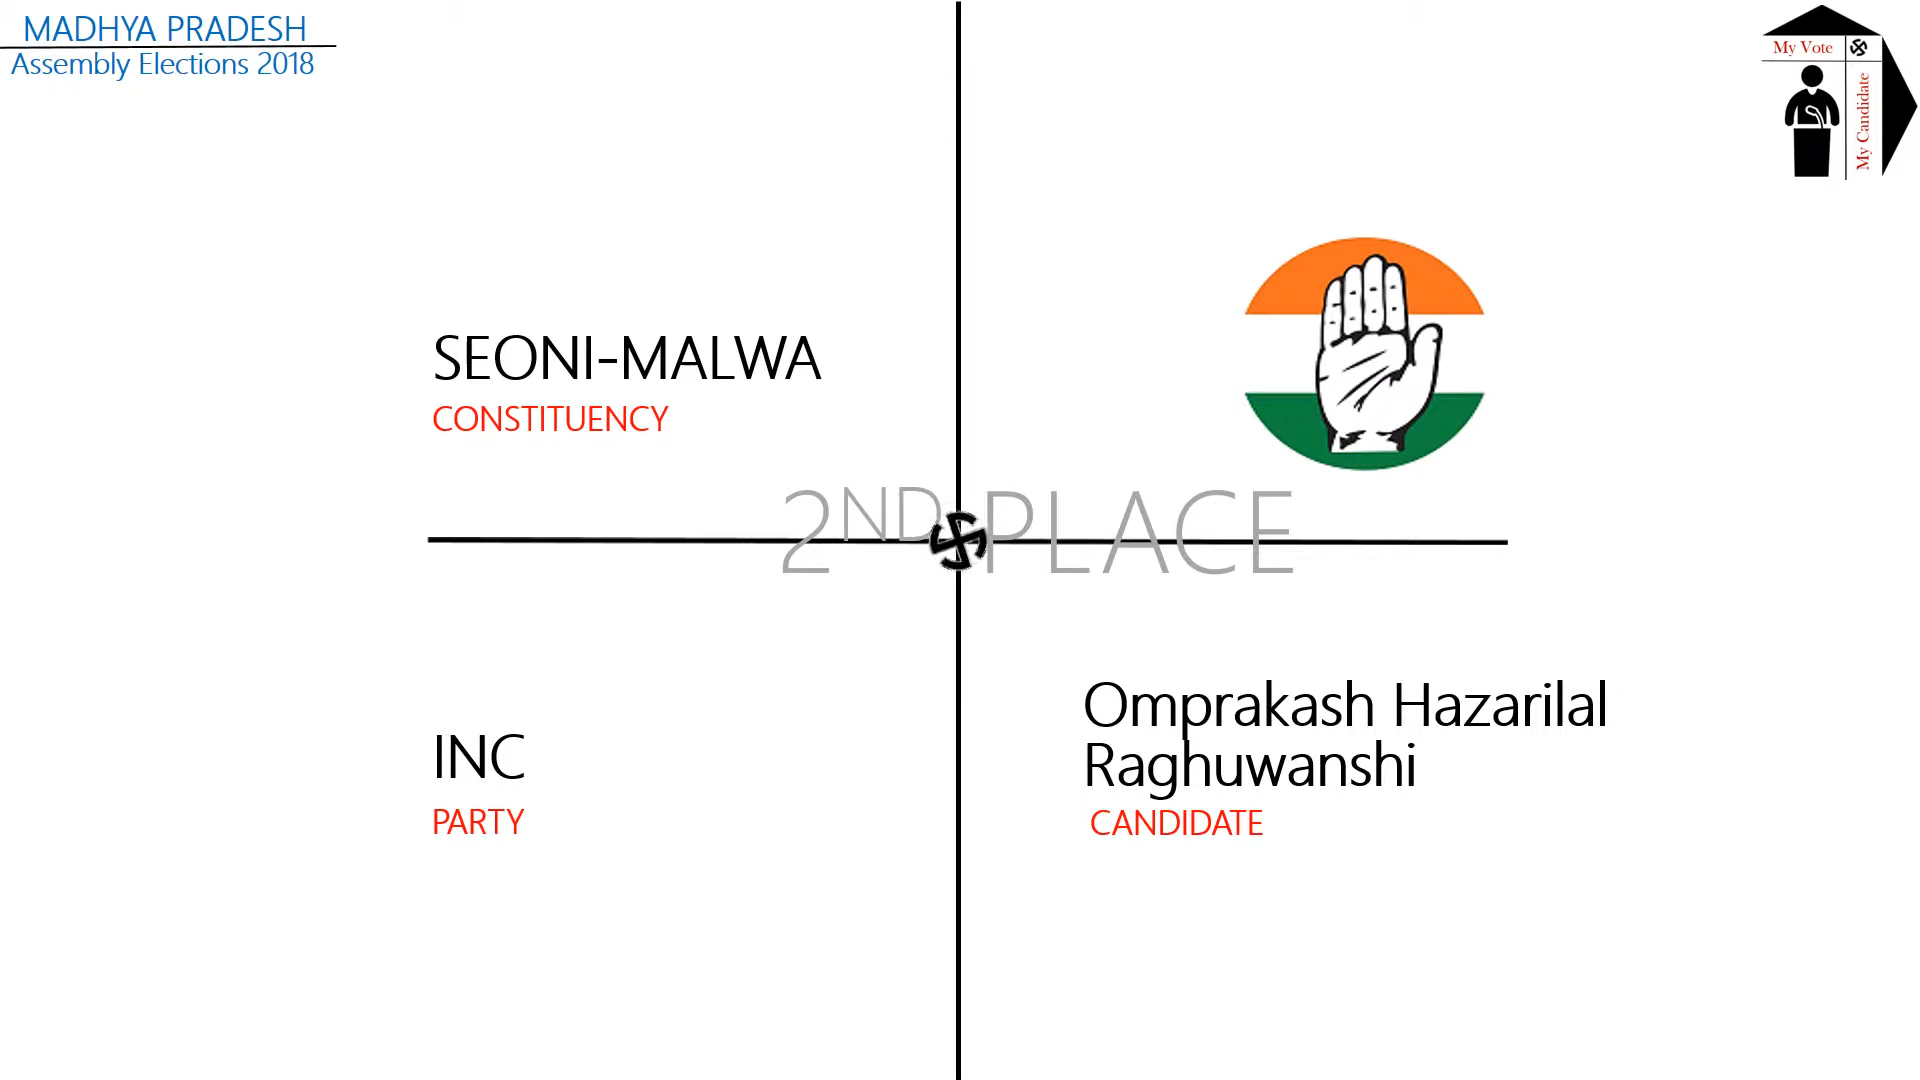 MADHYA PRADESH
Assembly Elections 2018
My Vote
My Candidate
SEONI-MALWA
CONSTITUENCY
2ND PLACE
INC
PARTY
Omprakash Hazarilal
Raghuwanshi
CANDIDATE